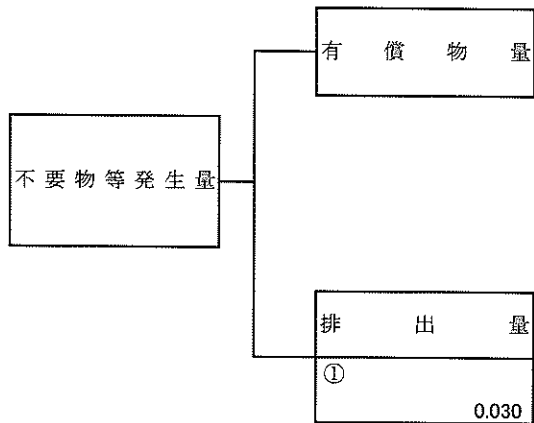 有償物量
不要物等発生量
排出量
①
0.030